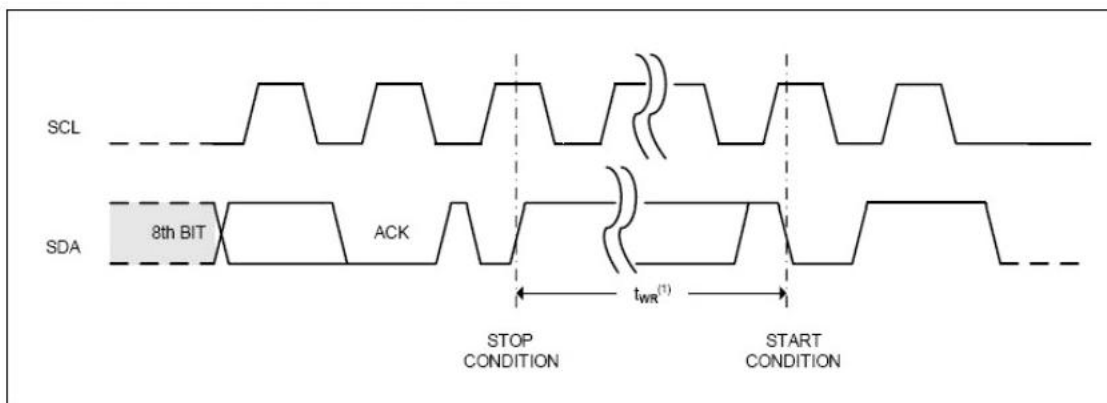 SCL
SDA
8th BIT
ACK
tWR(1)
STOP
CONDITION
START
CONDITION